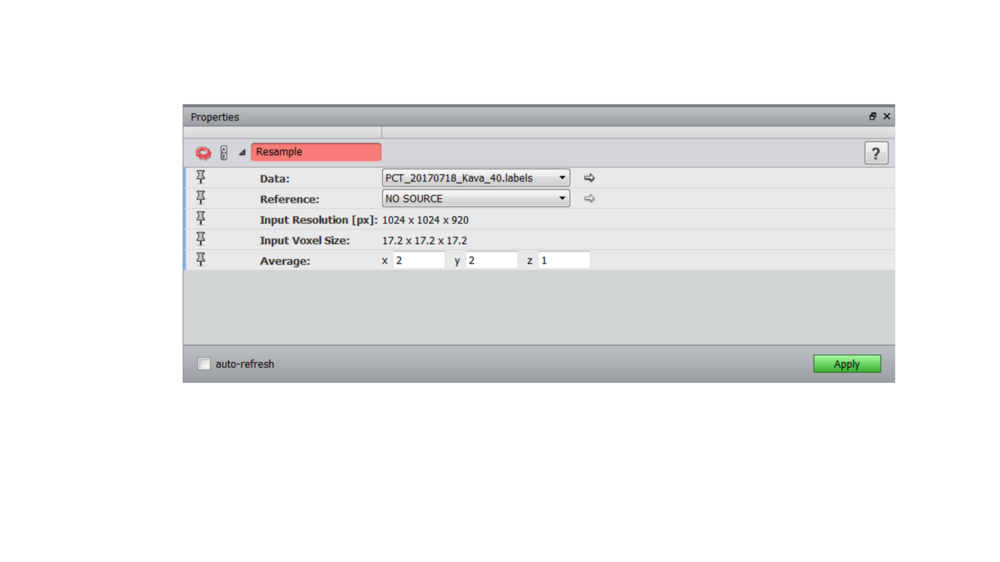 Properties
Resample ?
Data: PCT_20170718_Kava_40.labels
Reference: NO SOURCE
Input Resolution [px]: 1024 x 1024 x 920
Input Voxel Size: 17.2 x 17.2 x 17.2
Average: x 2 y 2 z 1
auto-refresh Apply